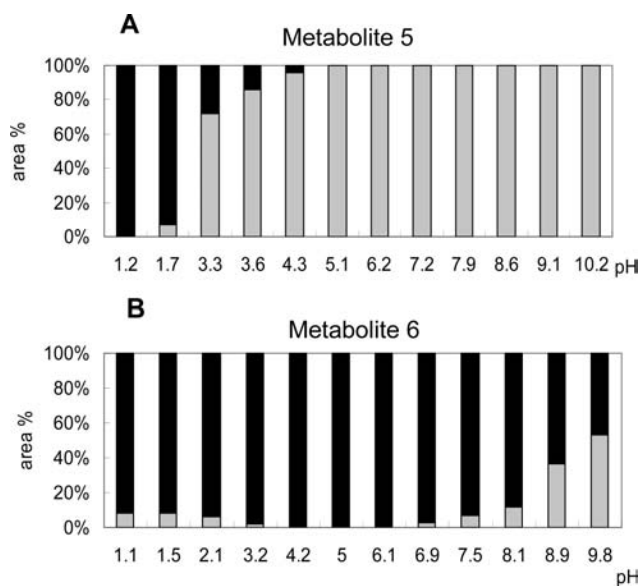 A
Metabolite 5
100%
80%
60%
40%
20%
0%
area %
1.2 1.7 3.3 3.6 4.3 5.1 6.2 7.2 7.9 8.6 9.1 10.2 pH
B
Metabolite 6
100%
80%
60%
40%
20%
0%
area %
1.1 1.5 2.1 3.2 4.2 5 6.1 6.9 7.5 8.1 8.9 9.8
pH